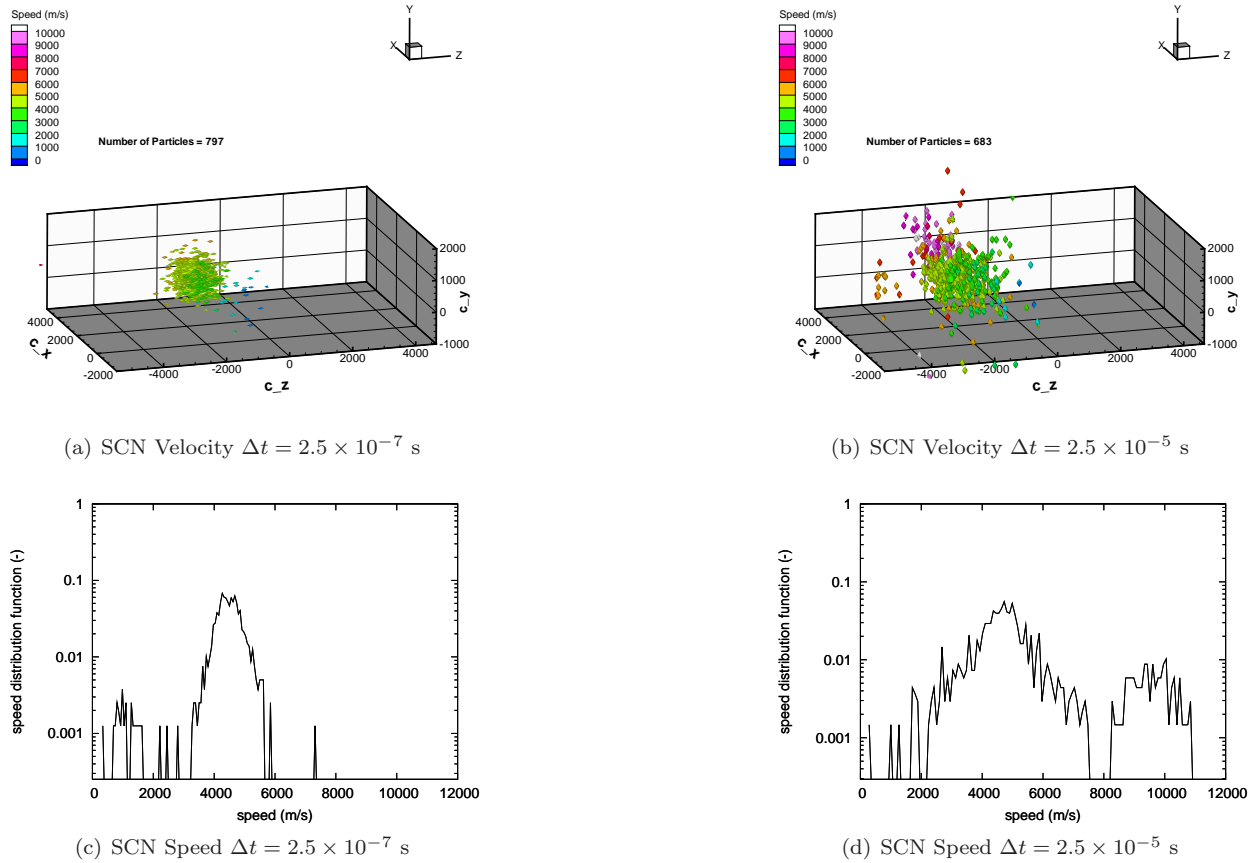 Speed (m/s)
10000
9000
8000
7000
6000
5000
4000
3000
2000
1000
0
Y
X
Z
Number of Particles = 797
4000
2000
0
-2000
c_x
-4000
-2000
0
2000
4000
c_z
2000
1000
0
-1000
c_y
(a) SCN Velocity Δt = 2.5 × 10⁻⁷ s
Speed (m/s)
10000
9000
8000
7000
6000
5000
4000
3000
2000
1000
0
Y
X
Z
Number of Particles = 683
4000
2000
0
-2000
c_x
-4000
-2000
0
2000
4000
c_z
2000
1000
0
-1000
c_y
(b) SCN Velocity Δt = 2.5 × 10⁻⁵ s
speed distribution function (-)
1
0.1
0.01
0.001
0 2000 4000 6000 8000 10000 12000
speed (m/s)
(c) SCN Speed Δt = 2.5 × 10⁻⁷ s
speed distribution function (-)
1
0.1
0.01
0.001
0 2000 4000 6000 8000 10000 12000
speed (m/s)
(d) SCN Speed Δt = 2.5 × 10⁻⁵ s